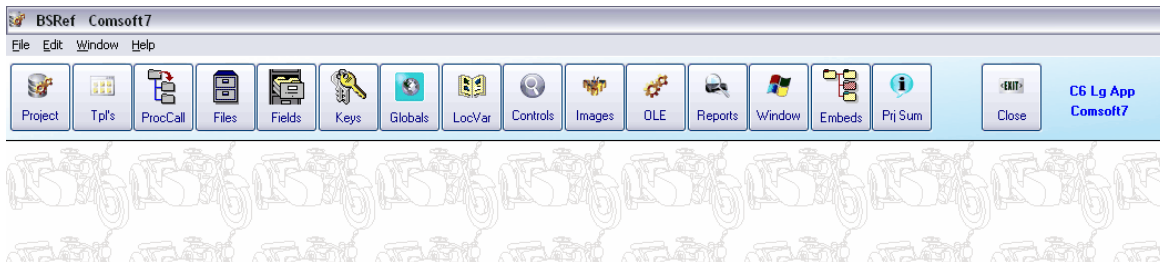 BSRef Comsoft7
File Edit Window Help
Project Tpl's ProcCall Files Fields Keys Globals LocVar Controls Images OLE Reports Window Embeds Prj Sum EXIT Close
C6 Lg App
Comsoft7